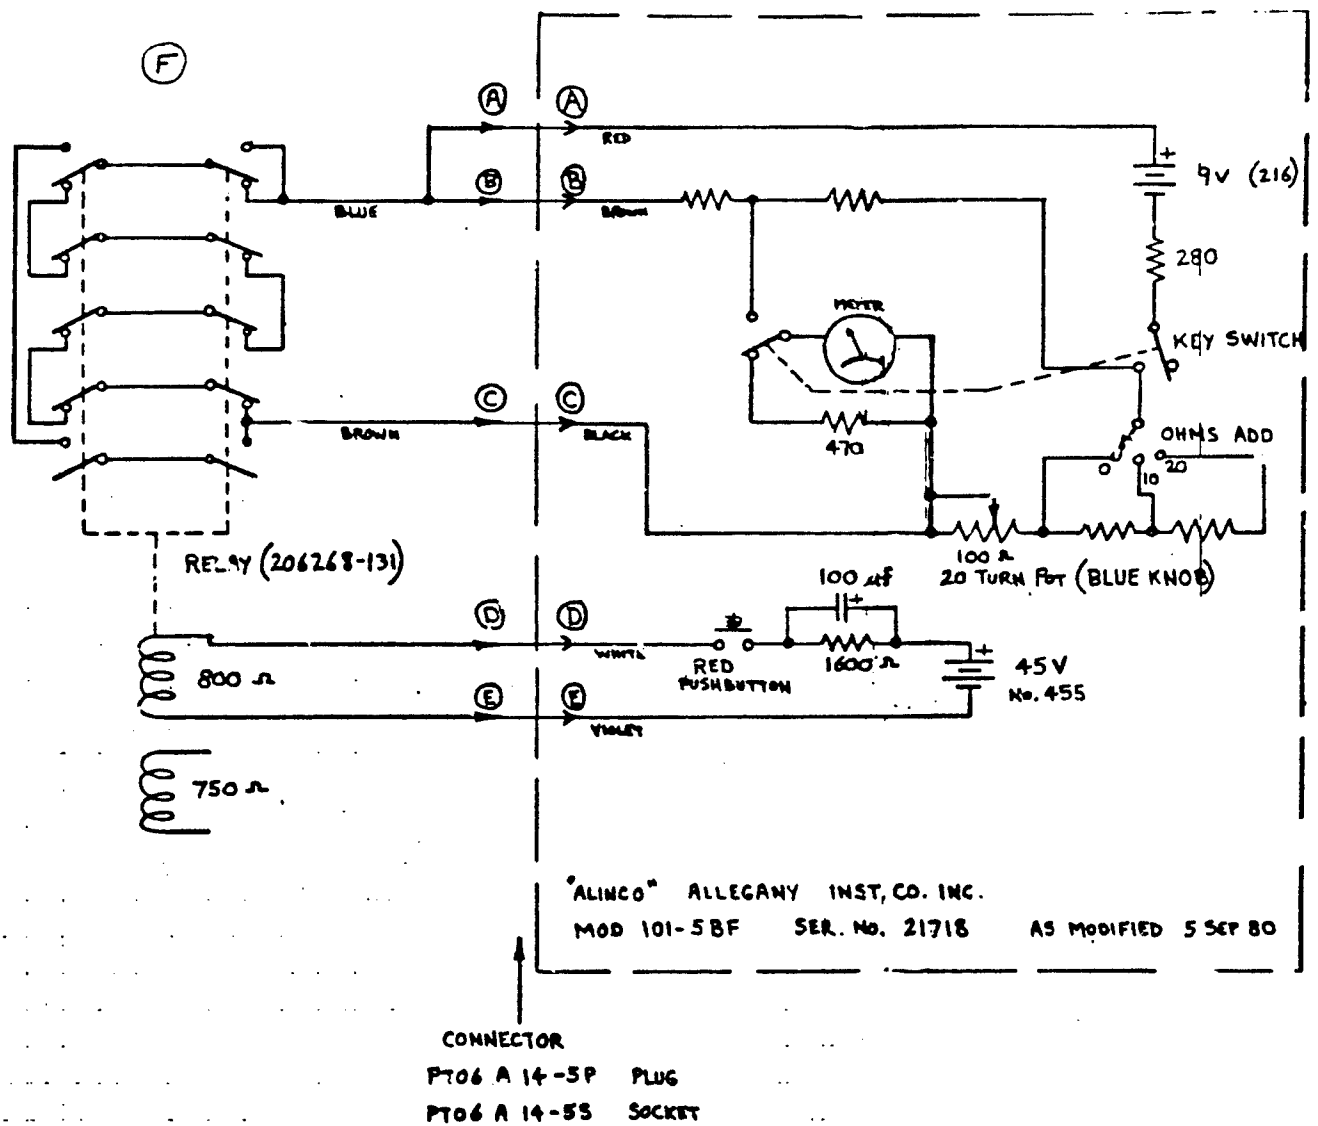 F
A A
RED
+
9V (216)
B B
BLUE
BROWN
280
METER
KEY SWITCH
C C
BROWN
BLACK
470
OHMS ADD
0 10 20
RELAY (206268-131)
100 Ω
20 TURN POT (BLUE KNOB)
100 µf
+
D D
WHITE
RED
PUSHBUTTON
1600 Ω
+
45V
No. 455
800 Ω
E E
VIOLET
750 Ω
"ALINCO" ALLEGANY INST, CO. INC.
MOD 101-5BF SER. NO. 21718 AS MODIFIED 5 SEP 80
CONNECTOR
PT06 A 14-5P PLUG
PT06 A 14-5S SOCKET